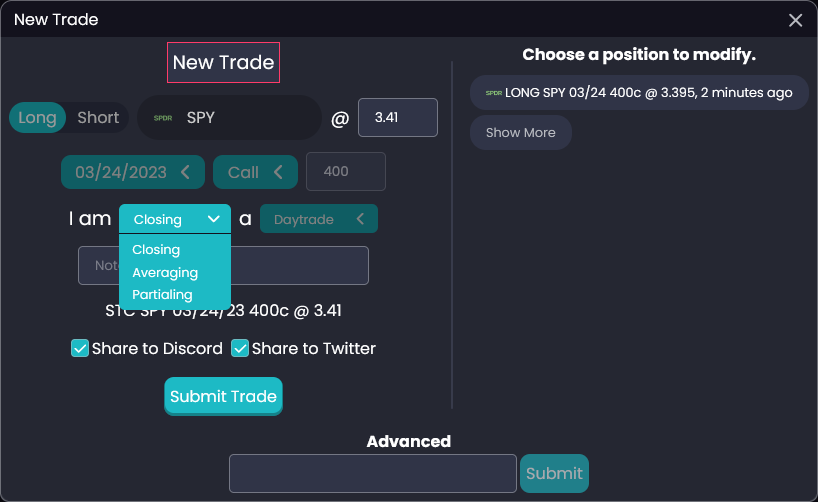 New Trade
New Trade
Long Short SPDR SPY @ 3.41
03/24/2023 Call 400
I am Closing a Daytrade
Closing
Averaging
Partialing
STC SPY 03/24/23 400c @ 3.41
Share to Discord Share to Twitter
Submit Trade
Choose a position to modify.
SPDR LONG SPY 03/24 400c @ 3.395, 2 minutes ago
Show More
Advanced
Submit